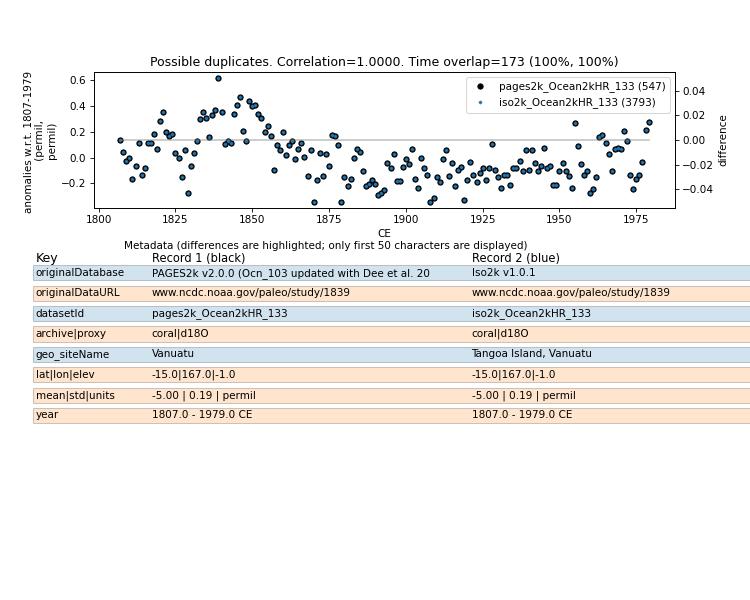 Possible duplicates. Correlation=1.0000. Time overlap=173 (100%, 100%)
anomalies w.r.t. 1807-1979
(permil,
permil)
0.6
0.4
0.2
0.0
−0.2
pages2k_Ocean2kHR_133 (547)
iso2k_Ocean2kHR_133 (3793)
0.04
0.02
0.00
−0.02
−0.04
difference
1800 1825 1850 1875 1900 1925 1950 1975
CE
Metadata (differences are highlighted; only first 50 characters are displayed)
Key Record 1 (black) Record 2 (blue)
originalDatabase PAGES2k v2.0.0 (Ocn_103 updated with Dee et al. 20 Iso2k v1.0.1
originalDataURL www.ncdc.noaa.gov/paleo/study/1839 www.ncdc.noaa.gov/paleo/study/1839
datasetId pages2k_Ocean2kHR_133 iso2k_Ocean2kHR_133
archive|proxy coral|d18O coral|d18O
geo_siteName Vanuatu Tangoa Island, Vanuatu
lat|lon|elev -15.0|167.0|-1.0 -15.0|167.0|-1.0
mean|std|units -5.00 | 0.19 | permil -5.00 | 0.19 | permil
year 1807.0 - 1979.0 CE 1807.0 - 1979.0 CE